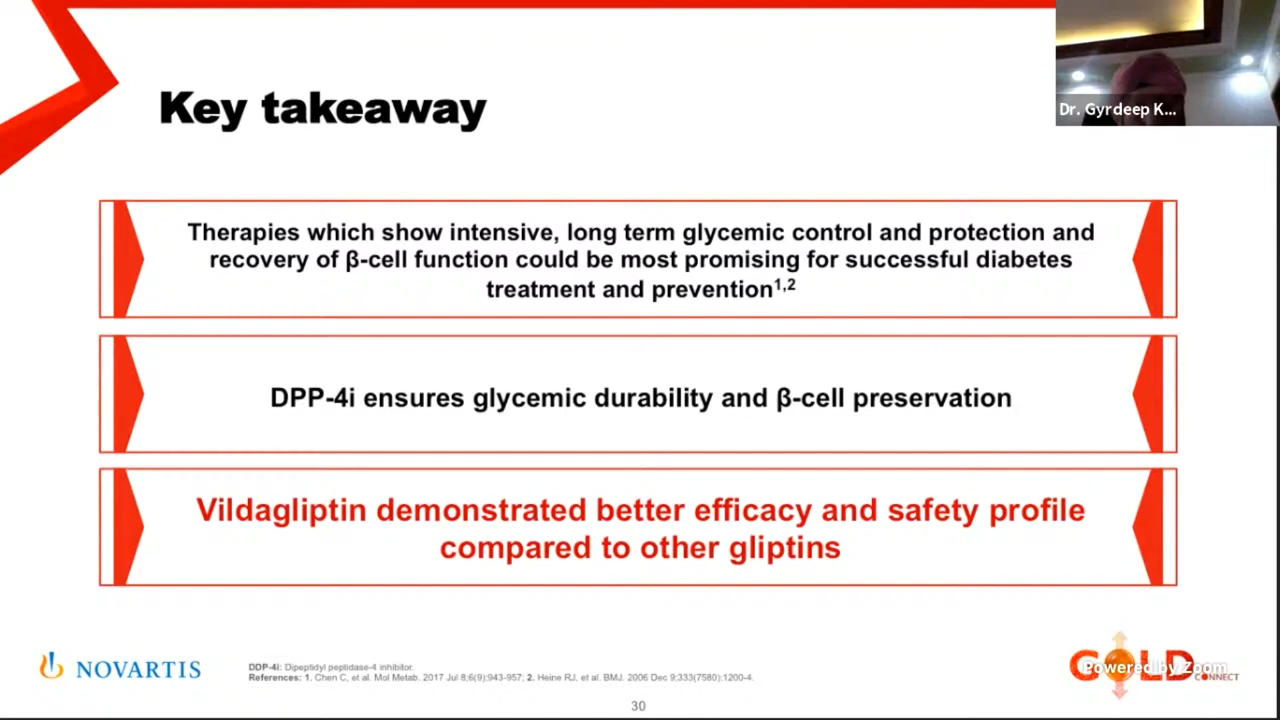 Key takeaway
Dr. Gyrdeep K...
Therapies which show intensive, long term glycemic control and protection and
recovery of β-cell function could be most promising for successful diabetes
treatment and prevention1,2
DPP-4i ensures glycemic durability and β-cell preservation
Vildagliptin demonstrated better efficacy and safety profile
compared to other gliptins
NOVARTIS
DDP-4i: Dipeptidyl peptidase-4 inhibitor.
References: 1. Chen C, et al. Mol Metab. 2017 Jul 8;6(9):943-957; 2. Heine RJ, et al. BMJ. 2006 Dec 9;333(7580):1200-4.
GOLD CONNECT
Powered by Zoom
30